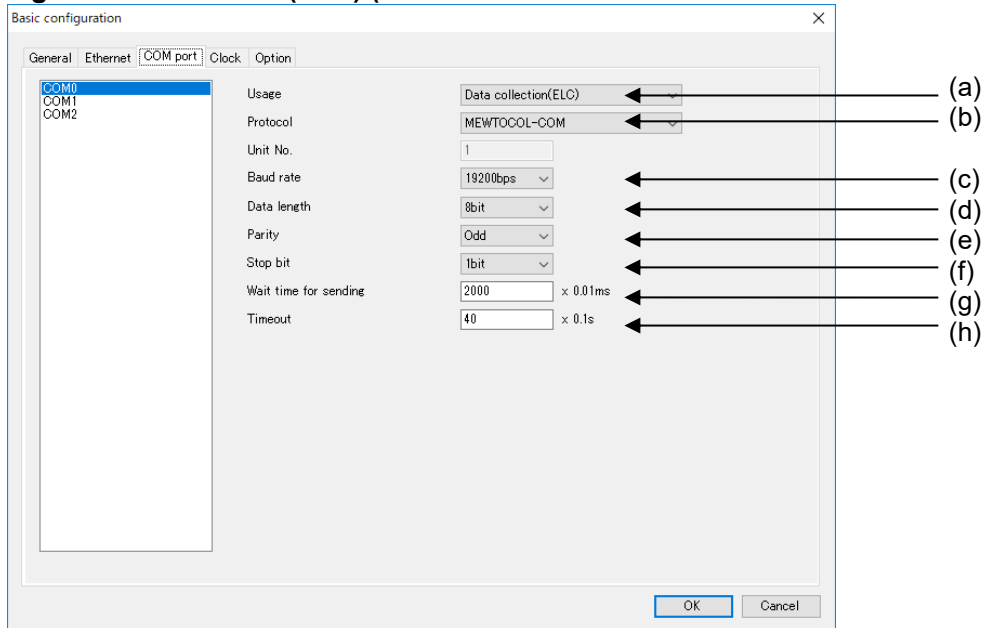 Basic configuration
General Ethernet COM port Clock Option
COM0
COM1
COM2
Usage Data collection(ELC) (a)
Protocol MEWTOCOL-COM (b)
Unit No. 1
Baud rate 19200bps (c)
Data length 8bit (d)
Parity Odd (e)
Stop bit 1bit (f)
Wait time for sending 2000 x 0.01ms (g)
Timeout 40 x 0.1s (h)
OK Cancel